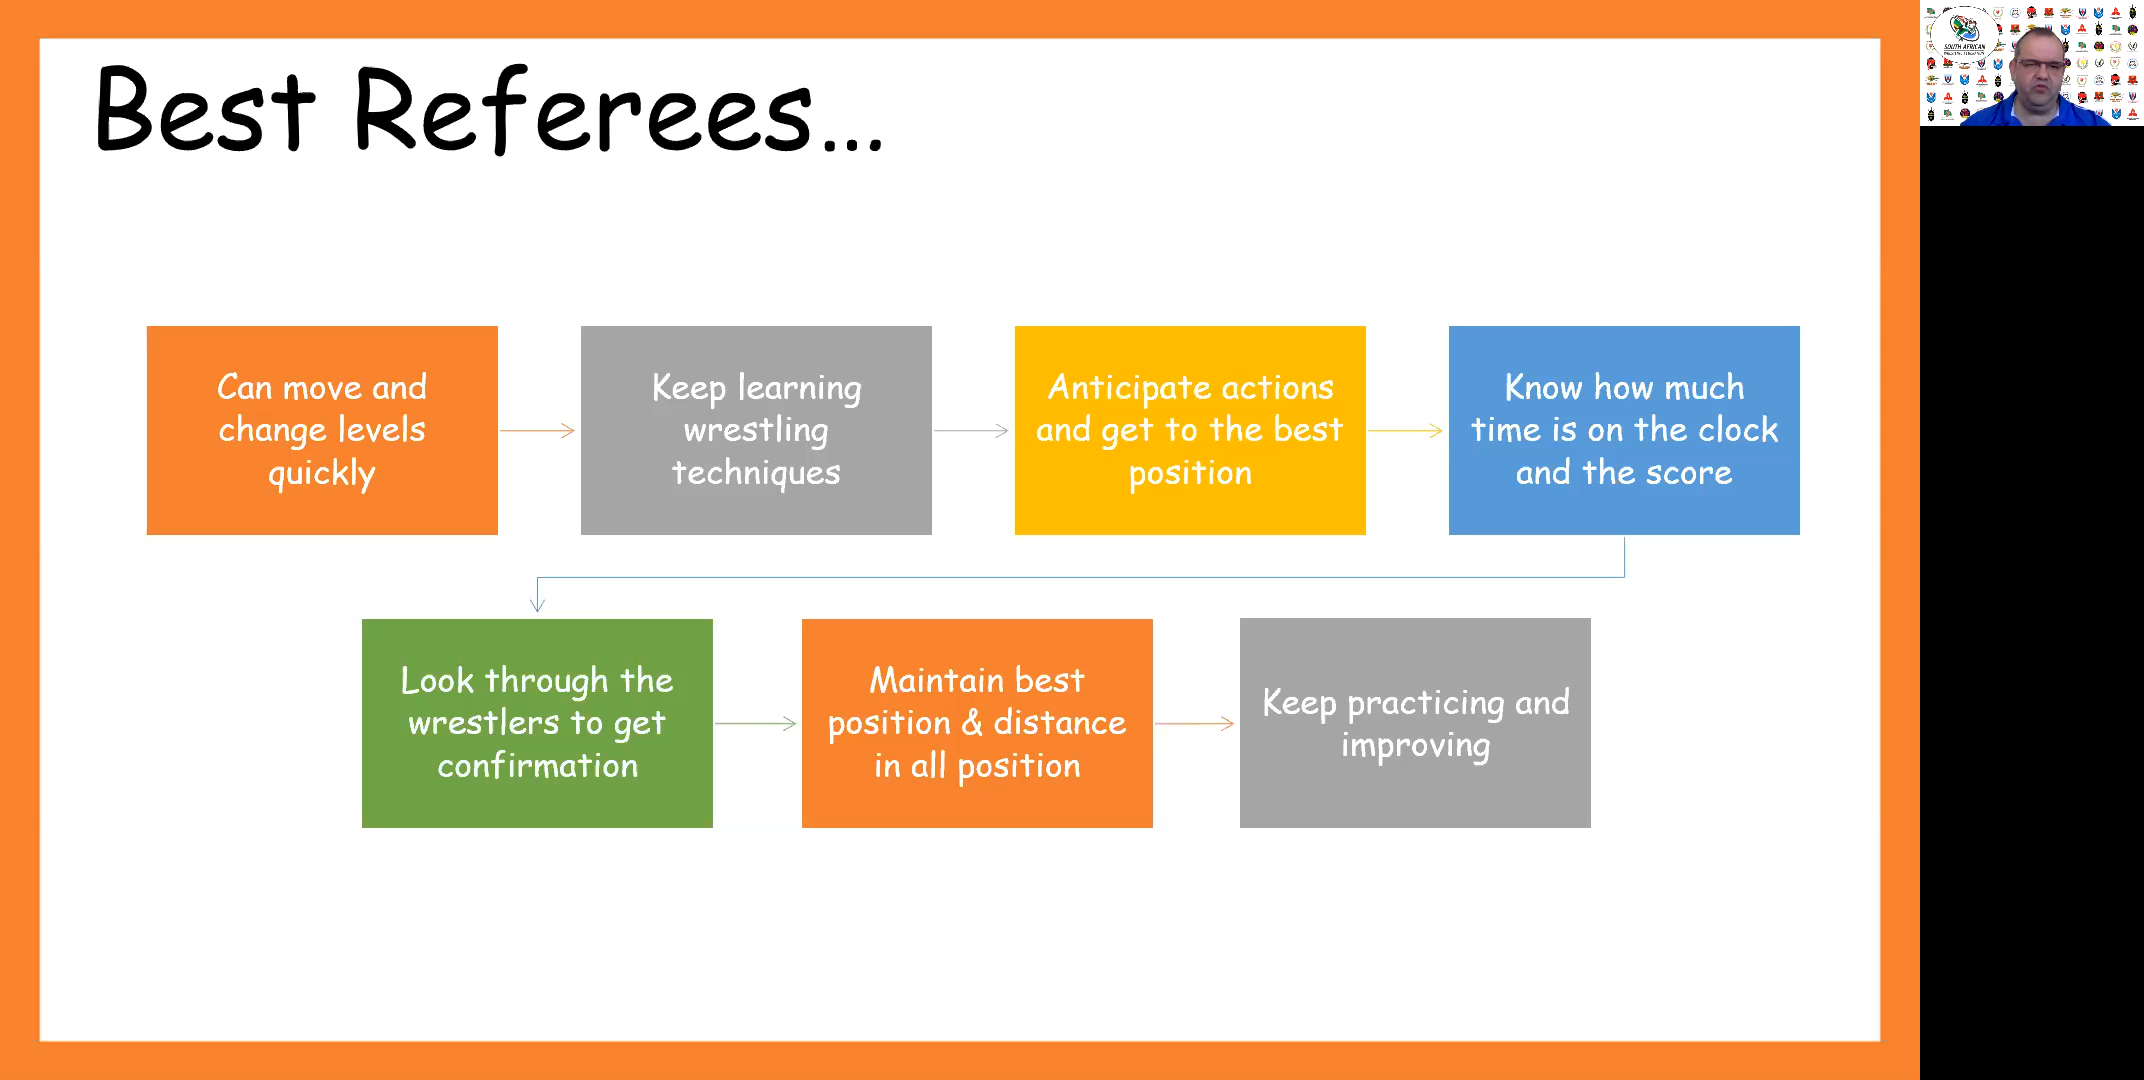 Best Referees...
Can move and
change levels
quickly
Keep learning
wrestling
techniques
Anticipate actions
and get to the best
position
Know how much
time is on the clock
and the score
Look through the
wrestlers to get
confirmation
Maintain best
position & distance
in all position
Keep practicing and
improving
SOUTH AFRICAN